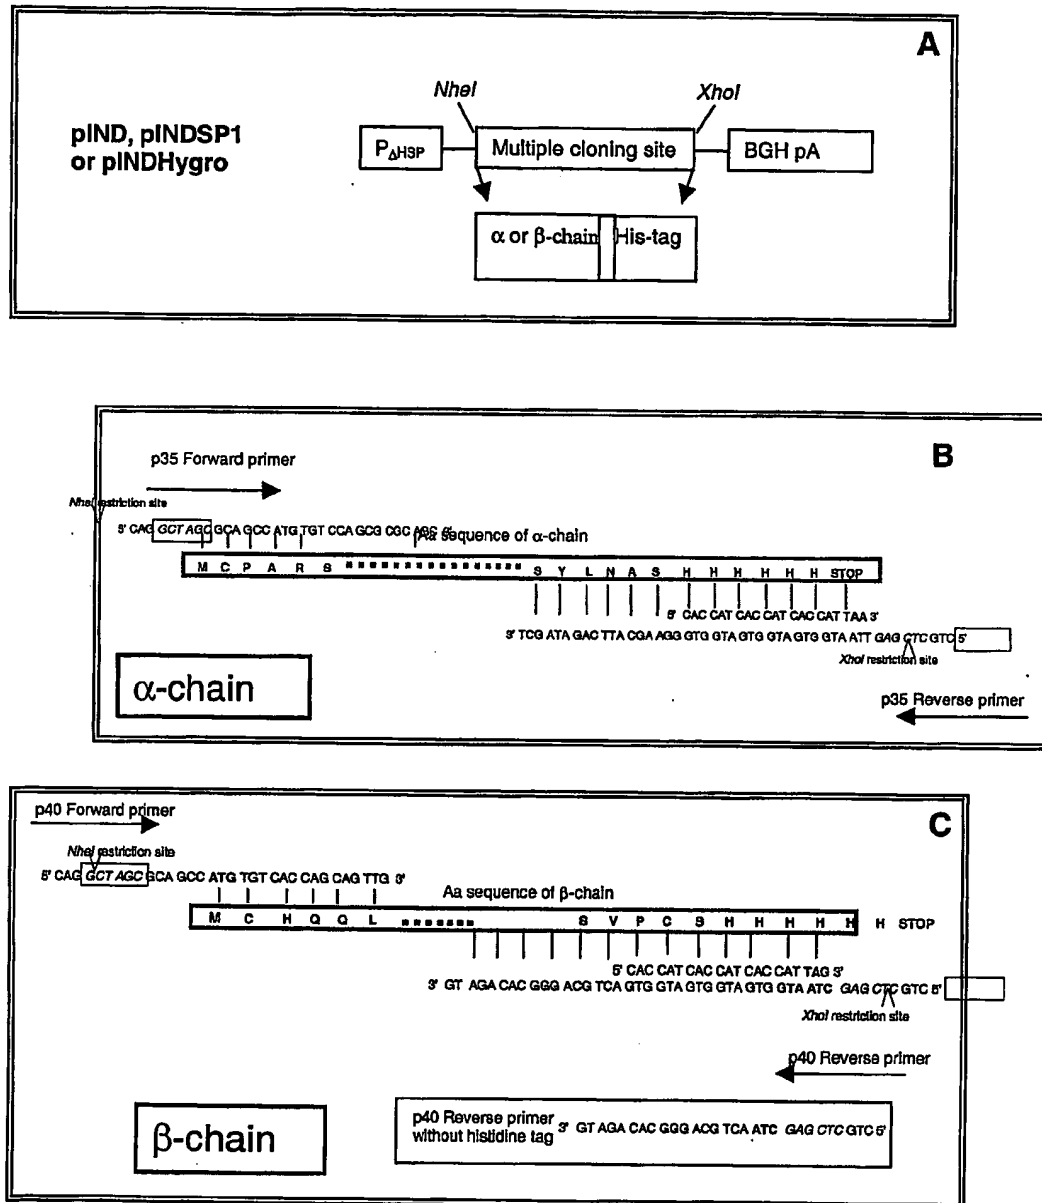 A
NheI
XhoI
pIND, pINDSP1
or pINDHygro
PΔHSP
Multiple cloning site
BGH pA
α or β-chain
His-tag
B
p35 Forward primer
NheI restriction site
5' CAG GCT AGC GCA GCC ATG TGT CCA GCG CGC AGC 3'
Aa sequence of α-chain
M C P A R S S Y L N A S H H H H H H STOP
5' CAC CAT CAC CAT CAC CAT TAA 3'
3' TCG ATA GAC TTA CGA AGG GTG GTA GTG GTA GTG GTA ATT GAG CTC GTC 5'
XhoI restriction site
α-chain
p35 Reverse primer
C
p40 Forward primer
NheI restriction site
5' CAG GCT AGC GCA GCC ATG TGT CAC CAG CAG TTG 3'
Aa sequence of β-chain
M C H Q Q L S V P C S H H H H H H STOP
5' CAC CAT CAC CAT CAC CAT TAG 3'
3' GT AGA CAC GGG ACG TCA GTG GTA GTG GTA GTG GTA ATC GAG CTC GTC 5'
XhoI restriction site
p40 Reverse primer
β-chain
p40 Reverse primer
without histidine tag
3' GT AGA CAC GGG ACG TCA ATC GAG CTC GTC 5'